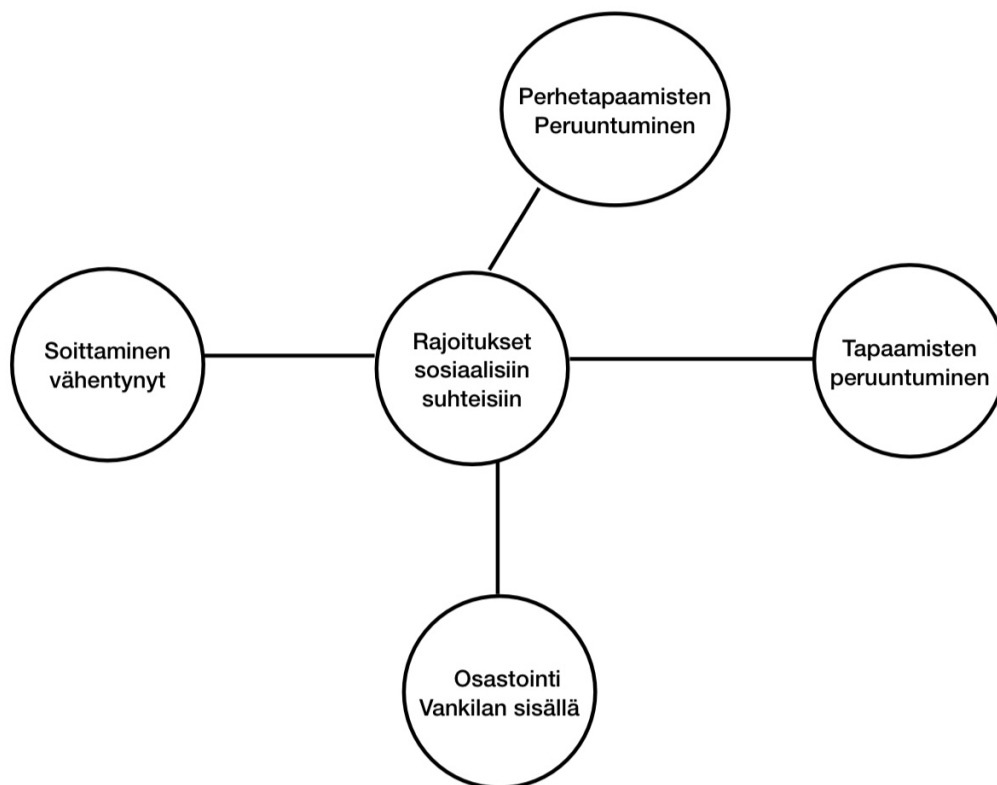 Perhetapaamisten
Peruuntuminen
Soittaminen
vähentynyt
Rajoitukset
sosiaalisiin
suhteisiin
Tapaamisten
peruuntuminen
Osastointi
Vankilan sisällä